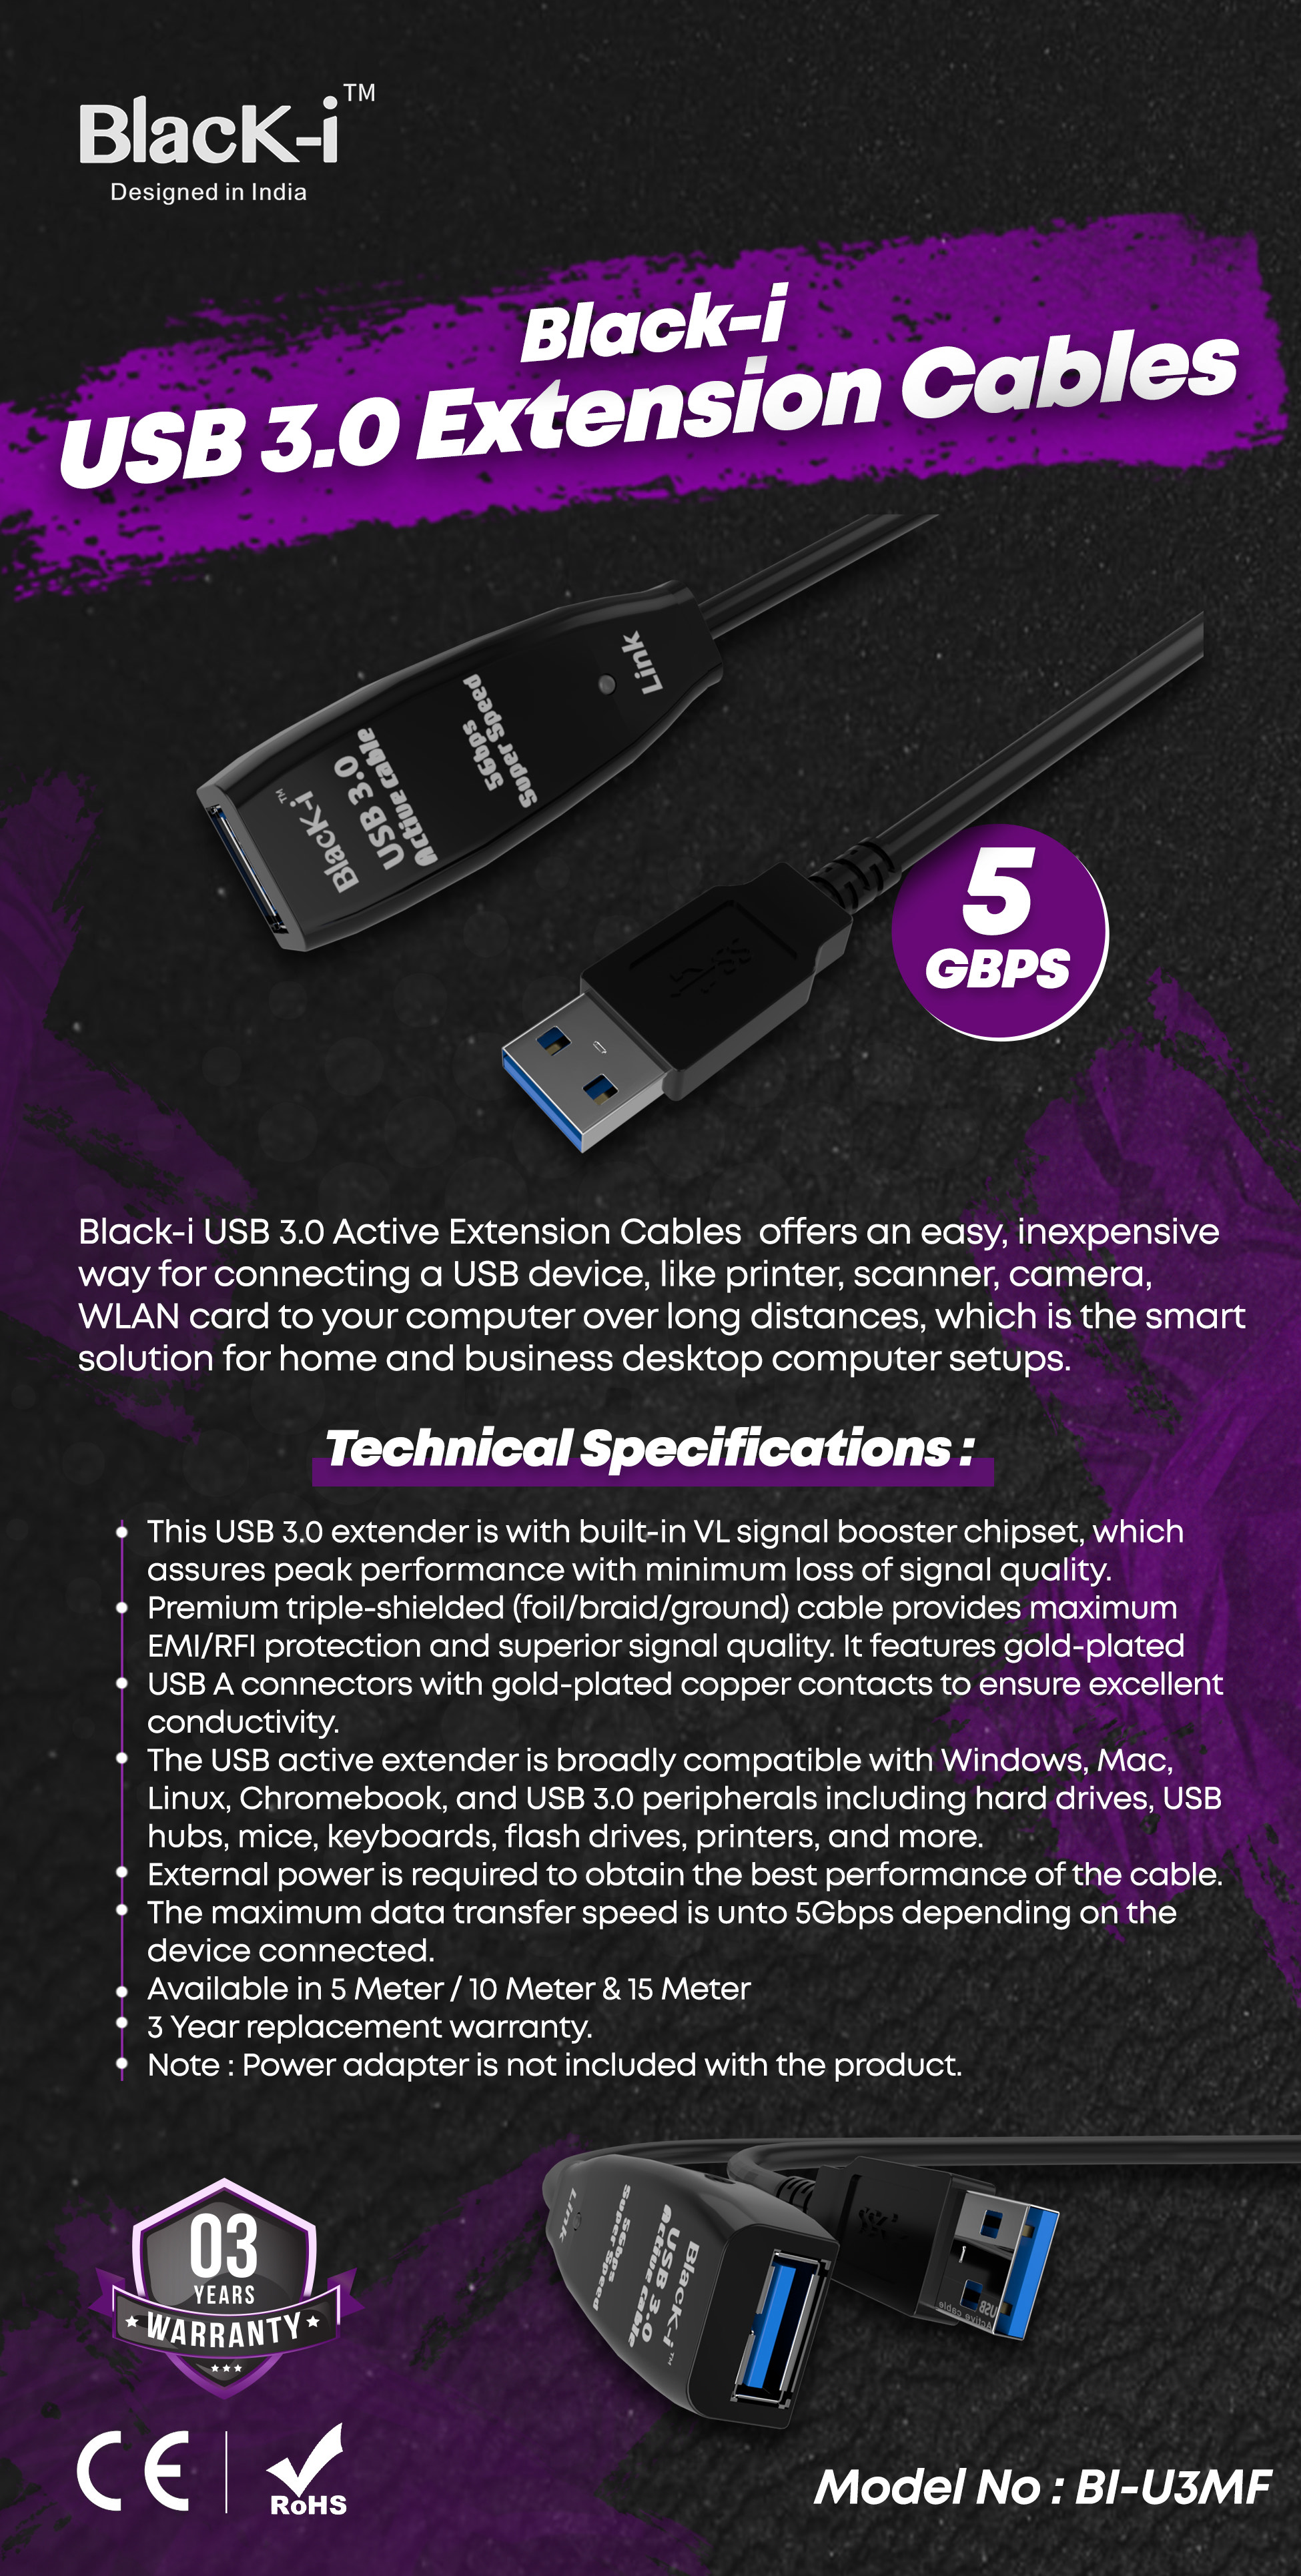 BlacK-i™
Designed in India
Black-i
USB 3.0 Extension Cables
Link
5Gbps
Super Speed
BlacK-i™
USB 3.0
Active cable
5
GBPS
Black-i USB 3.0 Active Extension Cables offers an easy, inexpensive
way for connecting a USB device, like printer, scanner, camera,
WLAN card to your computer over long distances, which is the smart
solution for home and business desktop computer setups.
Technical Specifications :
This USB 3.0 extender is with built-in VL signal booster chipset, which
assures peak performance with minimum loss of signal quality.
Premium triple-shielded (foil/braid/ground) cable provides maximum
EMI/RFI protection and superior signal quality. It features gold-plated
USB A connectors with gold-plated copper contacts to ensure excellent
conductivity.
The USB active extender is broadly compatible with Windows, Mac,
Linux, Chromebook, and USB 3.0 peripherals including hard drives, USB
hubs, mice, keyboards, flash drives, printers, and more.
External power is required to obtain the best performance of the cable.
The maximum data transfer speed is unto 5Gbps depending on the
device connected.
Available in 5 Meter / 10 Meter & 15 Meter
3 Year replacement warranty.
Note : Power adapter is not included with the product.
Link
5Gbps
Super Speed
BlacK-i™
USB 3.0
Active cable
USB
Active cable
03
YEARS
WARRANTY
CE
RoHS
Model No : BI-U3MF